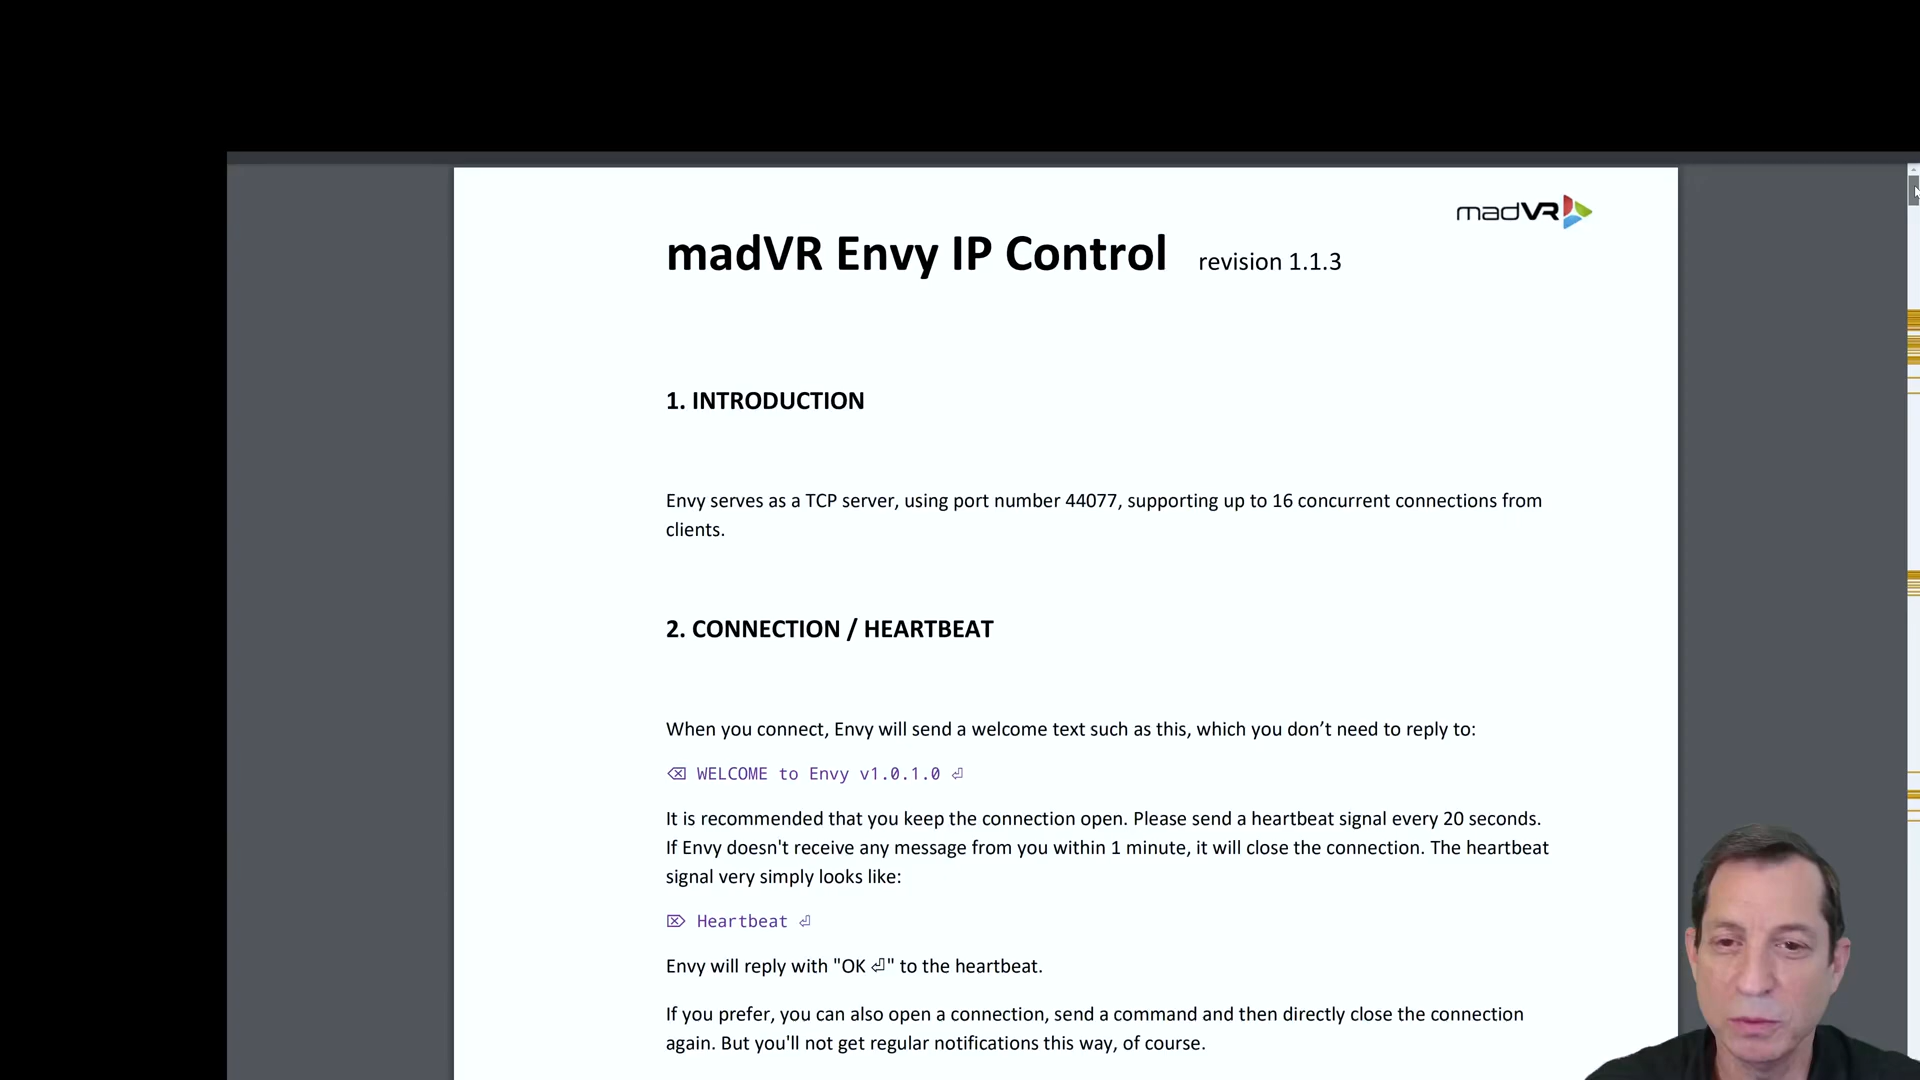 madVR
madVR Envy IP Control revision 1.1.3
1. INTRODUCTION
Envy serves as a TCP server, using port number 44077, supporting up to 16 concurrent connections from
clients.
2. CONNECTION / HEARTBEAT
When you connect, Envy will send a welcome text such as this, which you don’t need to reply to:
⌫ WELCOME to Envy v1.0.1.0 ⏎
It is recommended that you keep the connection open. Please send a heartbeat signal every 20 seconds.
If Envy doesn't receive any message from you within 1 minute, it will close the connection. The heartbeat
signal very simply looks like:
⌦ Heartbeat ⏎
Envy will reply with "OK ⏎" to the heartbeat.
If you prefer, you can also open a connection, send a command and then directly close the connection
again. But you'll not get regular notifications this way, of course.